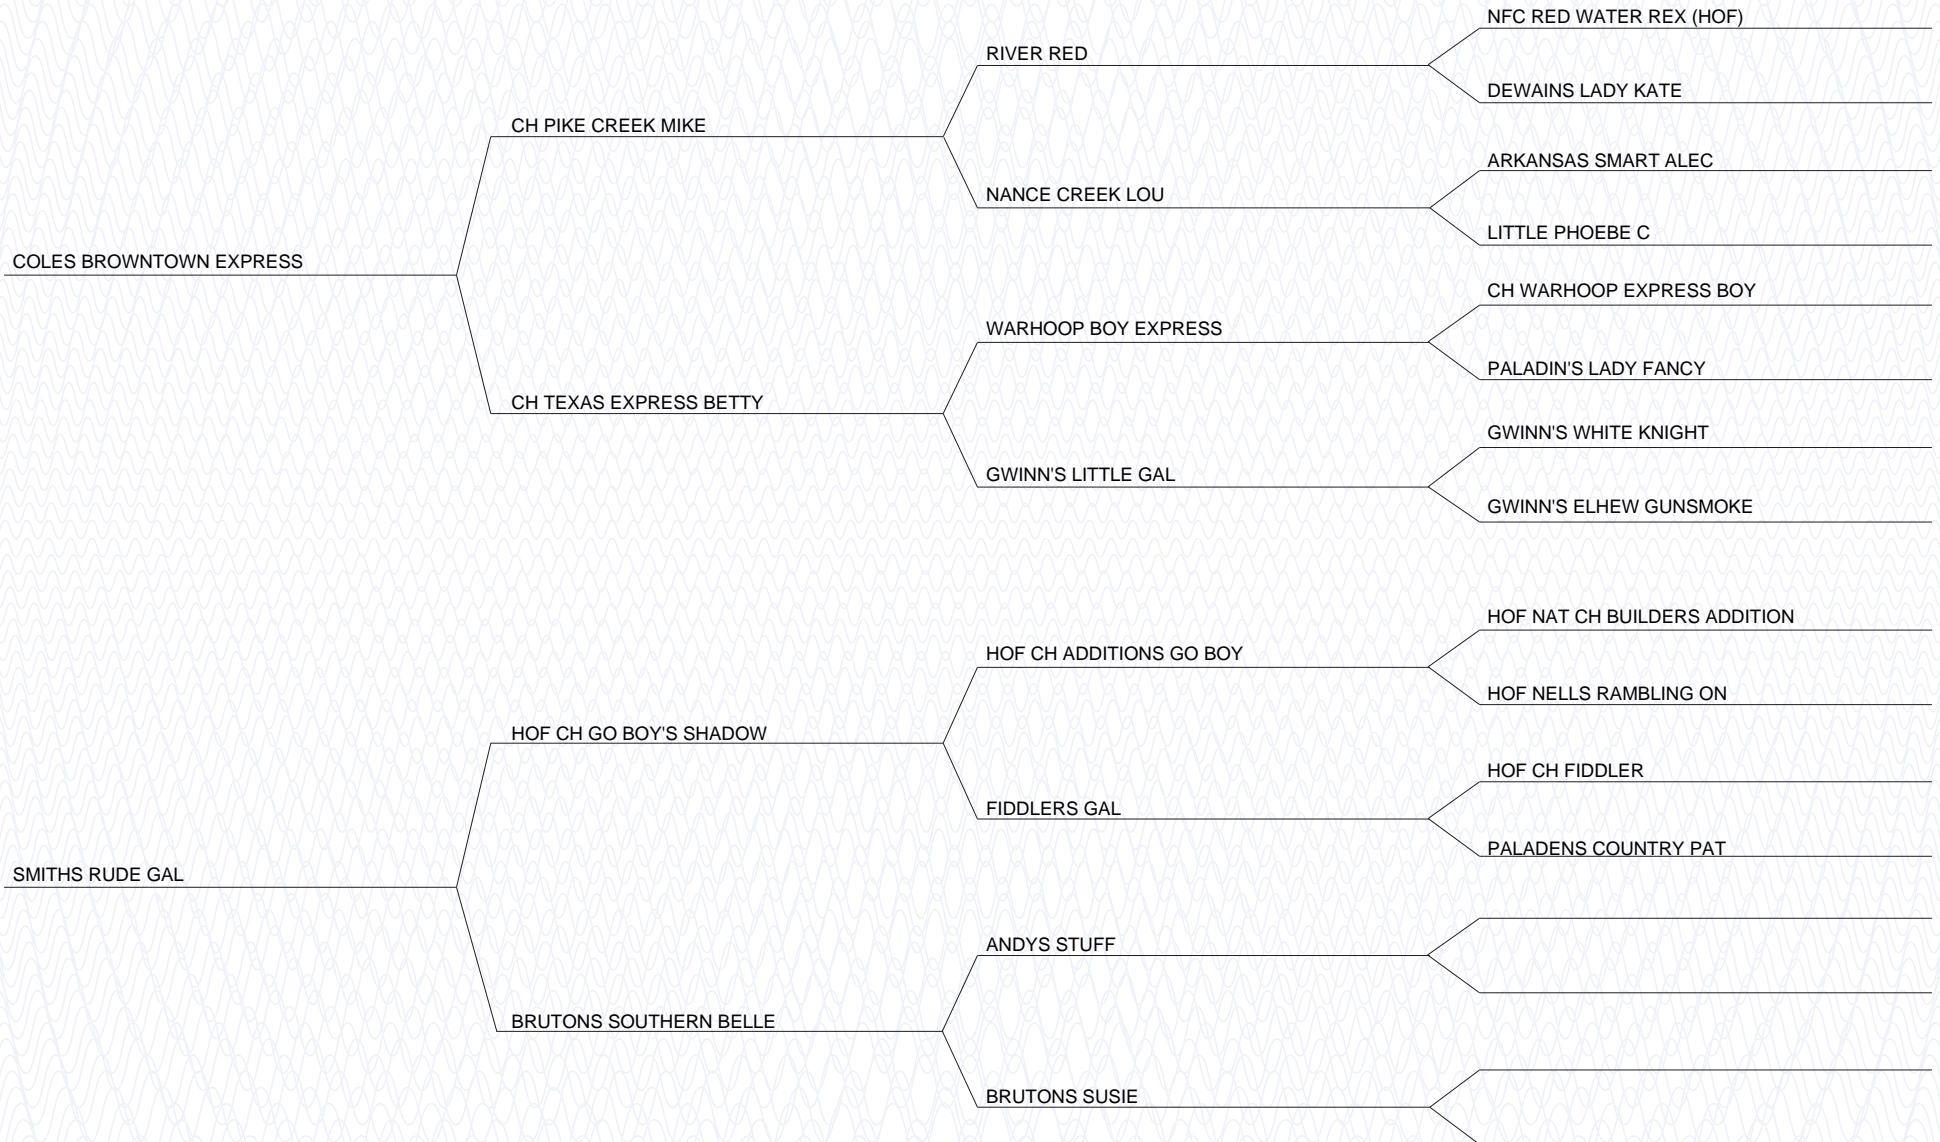 NFC RED WATER REX (HOF)
RIVER RED
DEWAINS LADY KATE
CH PIKE CREEK MIKE
ARKANSAS SMART ALEC
NANCE CREEK LOU
LITTLE PHOEBE C
COLES BROWNTOWN EXPRESS
CH WARHOOP EXPRESS BOY
WARHOOP BOY EXPRESS
PALADIN'S LADY FANCY
CH TEXAS EXPRESS BETTY
GWINN'S WHITE KNIGHT
GWINN'S LITTLE GAL
GWINN'S ELHEW GUNSMOKE
HOF NAT CH BUILDERS ADDITION
HOF CH ADDITIONS GO BOY
HOF NELLS RAMBLING ON
HOF CH GO BOY'S SHADOW
HOF CH FIDDLER
FIDDLERS GAL
PALADENS COUNTRY PAT
SMITHS RUDE GAL
ANDYS STUFF
BRUTONS SOUTHERN BELLE
BRUTONS SUSIE